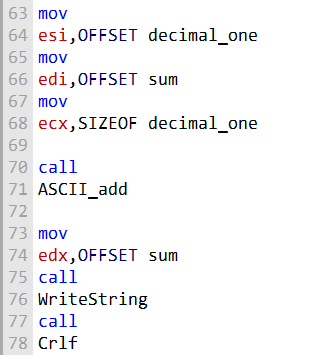 63 mov
64 esi,OFFSET decimal_one
65 mov
66 edi,OFFSET sum
67 mov
68 ecx,SIZEOF decimal_one
69
70 call
71 ASCII_add
72
73 mov
74 edx,OFFSET sum
75 call
76 WriteString
77 call
78 Crlf